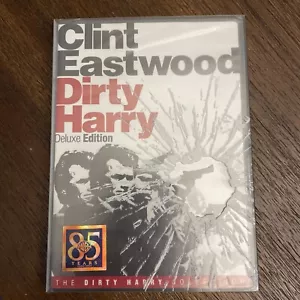 Clint
Eastwood
Dirty
Harry
Deluxe Edition
85
YEARS
THE DIRTY HARRY